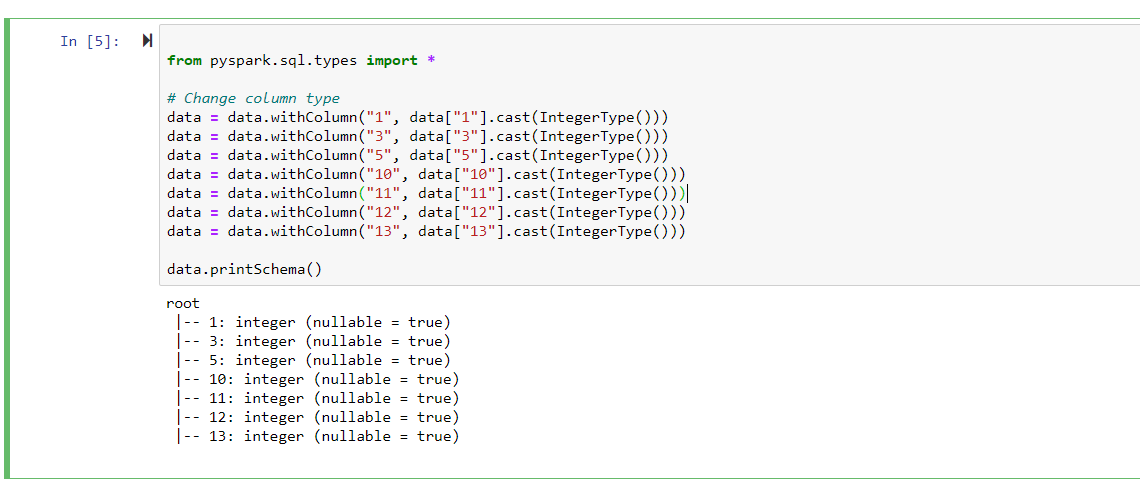 In [5]:
from pyspark.sql.types import *
# Change column type
data = data.withColumn("1", data["1"].cast(IntegerType()))
data = data.withColumn("3", data["3"].cast(IntegerType()))
data = data.withColumn("5", data["5"].cast(IntegerType()))
data = data.withColumn("10", data["10"].cast(IntegerType()))
data = data.withColumn("11", data["11"].cast(IntegerType()))
data = data.withColumn("12", data["12"].cast(IntegerType()))
data = data.withColumn("13", data["13"].cast(IntegerType()))
data.printSchema()
root
|-- 1: integer (nullable = true)
|-- 3: integer (nullable = true)
|-- 5: integer (nullable = true)
|-- 10: integer (nullable = true)
|-- 11: integer (nullable = true)
|-- 12: integer (nullable = true)
|-- 13: integer (nullable = true)